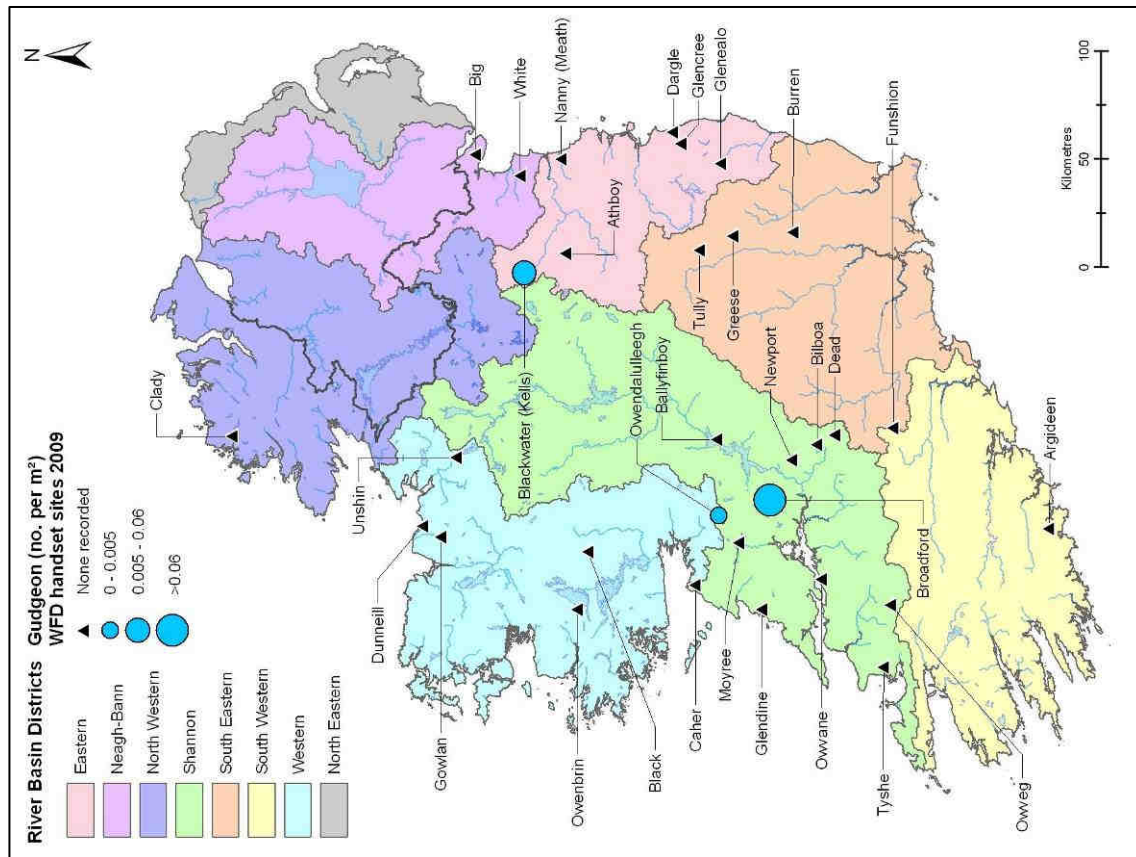 River Basin Districts
Eastern
Neagh-Bann
North Western
Shannon
South Eastern
South Western
Western
North Eastern
Gudgeon (no. per m²)
WFD handset sites 2009
None recorded
0 - 0.005
0.005 - 0.06
>0.06
N
Clady
Unshin
Dunneill
Gowlan
Owenbrin
Black
Caher
Moyree
Glendine
Owvane
Tyshe
Owveg
Broadford
Argideen
Blackwater (Kells)
Owendalulleegh
Ballyfinboy
Newport
Bilboa
Dead
Tully
Greese
Athboy
Big
White
Nanny (Meath)
Dargle
Glencree
Glenealo
Burren
Funshion
0
50
100
Kilometres